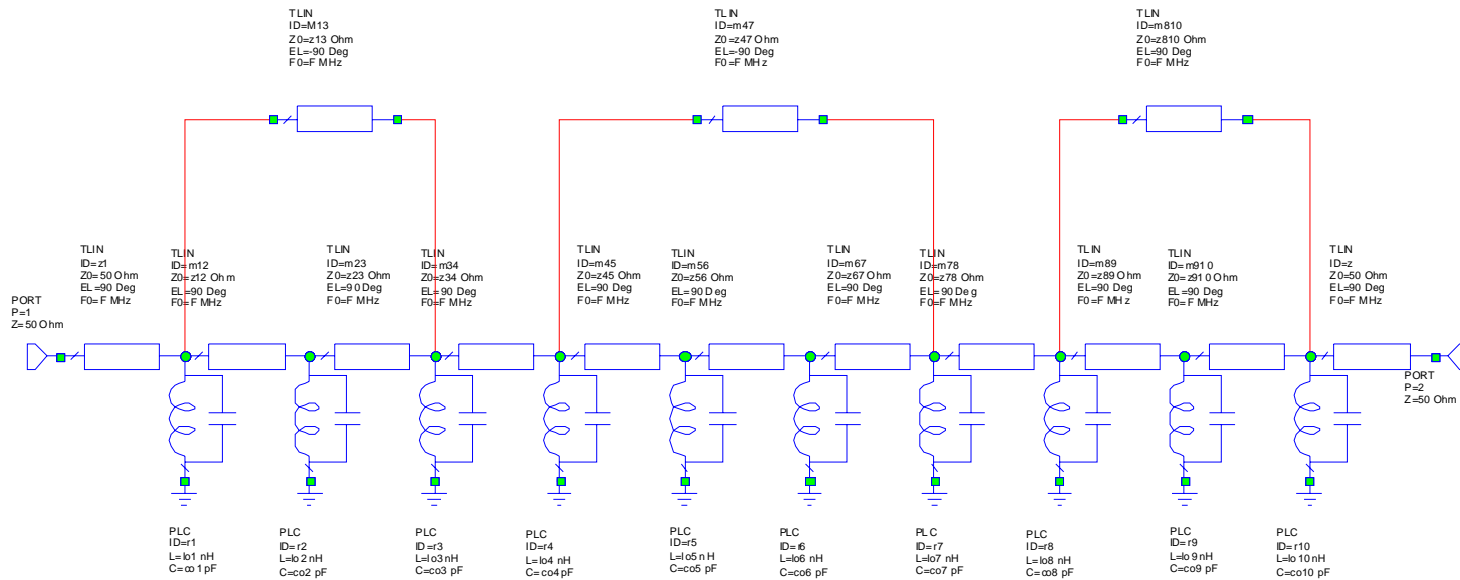 TLIN
ID=M13
Z0=z13 Ohm
EL=-90 Deg
F0=F MHz
TLIN
ID=m47
Z0=z47 Ohm
EL=-90 Deg
F0=F MHz
TLIN
ID=m810
Z0=z810 Ohm
EL=90 Deg
F0=F MHz
TLIN
ID=z1
Z0=50 Ohm
EL=90 Deg
F0=F MHz
TLIN
ID=m12
Z0=z12 Ohm
EL=90 Deg
F0=F MHz
TLIN
ID=m23
Z0=z23 Ohm
EL=90 Deg
F0=F MHz
TLIN
ID=m34
Z0=z34 Ohm
EL=90 Deg
F0=F MHz
TLIN
ID=m45
Z0=z45 Ohm
EL=90 Deg
F0=F MHz
TLIN
ID=m56
Z0=z56 Ohm
EL=90 Deg
F0=F MHz
TLIN
ID=m67
Z0=z67 Ohm
EL=90 Deg
F0=F MHz
TLIN
ID=m78
Z0=z78 Ohm
EL=90 Deg
F0=F MHz
TLIN
ID=m89
Z0=z89 Ohm
EL=90 Deg
F0=F MHz
TLIN
ID=m910
Z0=z910 Ohm
EL=90 Deg
F0=F MHz
TLIN
ID=z
Z0=50 Ohm
EL=90 Deg
F0=F MHz
PORT
P=1
Z=50 Ohm
PORT
P=2
Z=50 Ohm
PLC
ID=r1
L=lo1 nH
C=co1 pF
PLC
ID=r2
L=lo2 nH
C=co2 pF
PLC
ID=r3
L=lo3 nH
C=co3 pF
PLC
ID=r4
L=lo4 nH
C=co4 pF
PLC
ID=r5
L=lo5 nH
C=co5 pF
PLC
ID=r6
L=lo6 nH
C=co6 pF
PLC
ID=r7
L=lo7 nH
C=co7 pF
PLC
ID=r8
L=lo8 nH
C=co8 pF
PLC
ID=r9
L=lo9 nH
C=co9 pF
PLC
ID=r10
L=lo10 nH
C=co10 pF